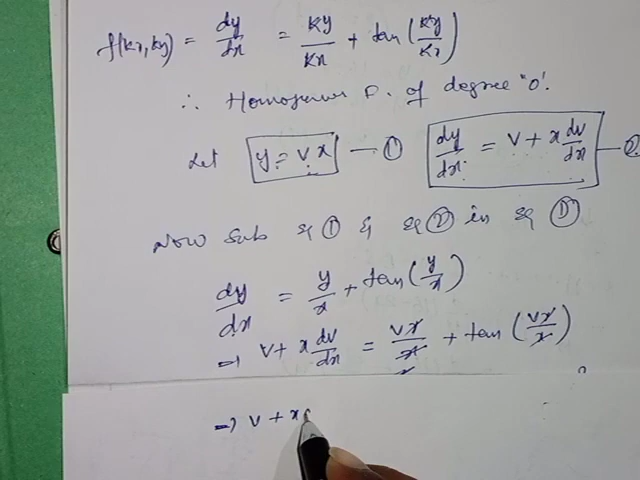 f(kx, ky) = dy/dx = ky/kx + tan(ky/kx)
∴ Homogeneous F. of degree "0".
Let y = vx — ① dy/dx = v + x dv/dx — ②
Now Sub eq ① & eq ② in eq ①
dy/dx = y/x + tan(y/x)
⇒ v + x dv/dx = vx/x + tan(vx/x)
⇒ v + x